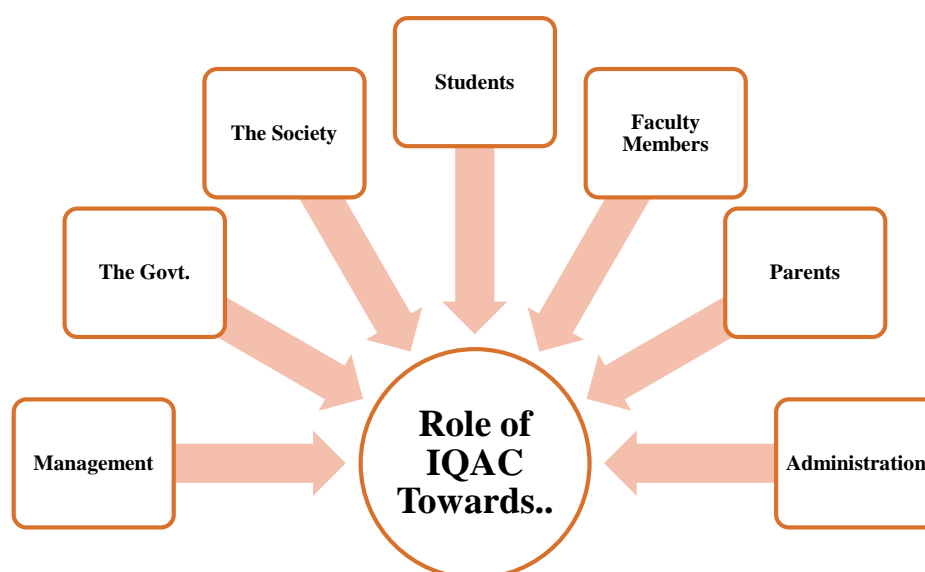 Students
The Society
Faculty
Members
The Govt.
Parents
Management
Role of
IQAC
Towards..
Administration